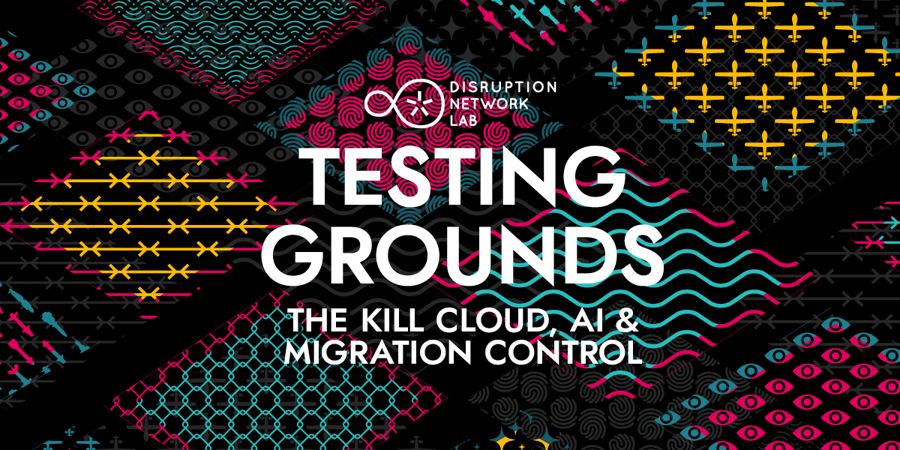 DISRUPTION
NETWORK
LAB
TESTING
GROUNDS
THE KILL CLOUD, AI &
MIGRATION CONTROL